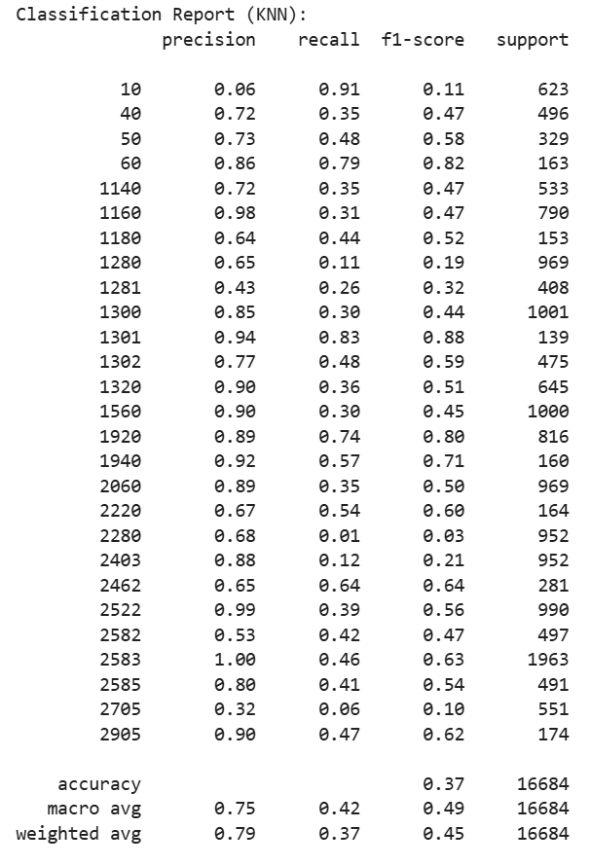 Classification Report (KNN):
precision recall f1-score support
10 0.06 0.91 0.11 623
40 0.72 0.35 0.47 496
50 0.73 0.48 0.58 329
60 0.86 0.79 0.82 163
1140 0.72 0.35 0.47 533
1160 0.98 0.31 0.47 790
1180 0.64 0.44 0.52 153
1280 0.65 0.11 0.19 969
1281 0.43 0.26 0.32 408
1300 0.85 0.30 0.44 1001
1301 0.94 0.83 0.88 139
1302 0.77 0.48 0.59 475
1320 0.90 0.36 0.51 645
1560 0.90 0.30 0.45 1000
1920 0.89 0.74 0.80 816
1940 0.92 0.57 0.71 160
2060 0.89 0.35 0.50 969
2220 0.67 0.54 0.60 164
2280 0.68 0.01 0.03 952
2403 0.88 0.12 0.21 952
2462 0.65 0.64 0.64 281
2522 0.99 0.39 0.56 990
2582 0.53 0.42 0.47 497
2583 1.00 0.46 0.63 1963
2585 0.80 0.41 0.54 491
2705 0.32 0.06 0.10 551
2905 0.90 0.47 0.62 174
accuracy 0.37 16684
macro avg 0.75 0.42 0.49 16684
weighted avg 0.79 0.37 0.45 16684